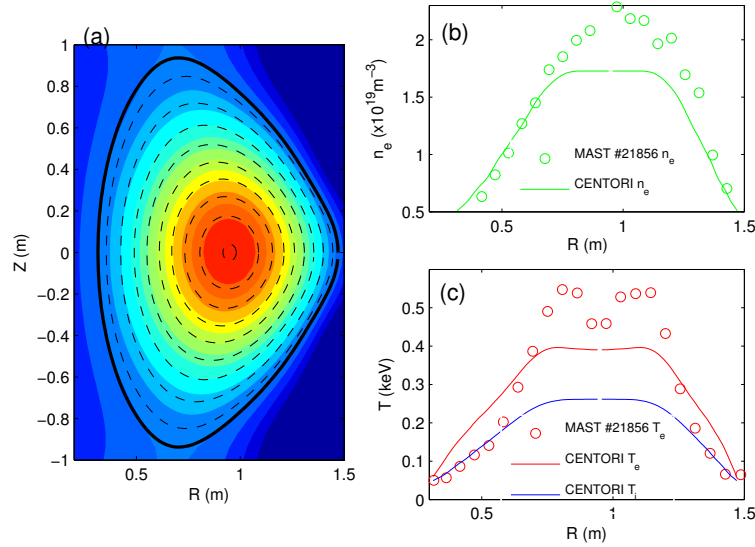 (a)
1
0.8
0.6
0.4
0.2
0
−0.2
−0.4
−0.6
−0.8
−1
Z (m)
0.5
1
1.5
R (m)
(b)
2
1.5
1
0.5
n_e (x10^19 m^−3)
MAST #21856 n_e
CENTORI n_e
0.5
1
1.5
R (m)
(c)
0.6
0.5
0.4
0.3
0.2
0.1
0
T (keV)
MAST #21856 T_e
CENTORI T_e
CENTORI T_i
0.5
1
1.5
R (m)